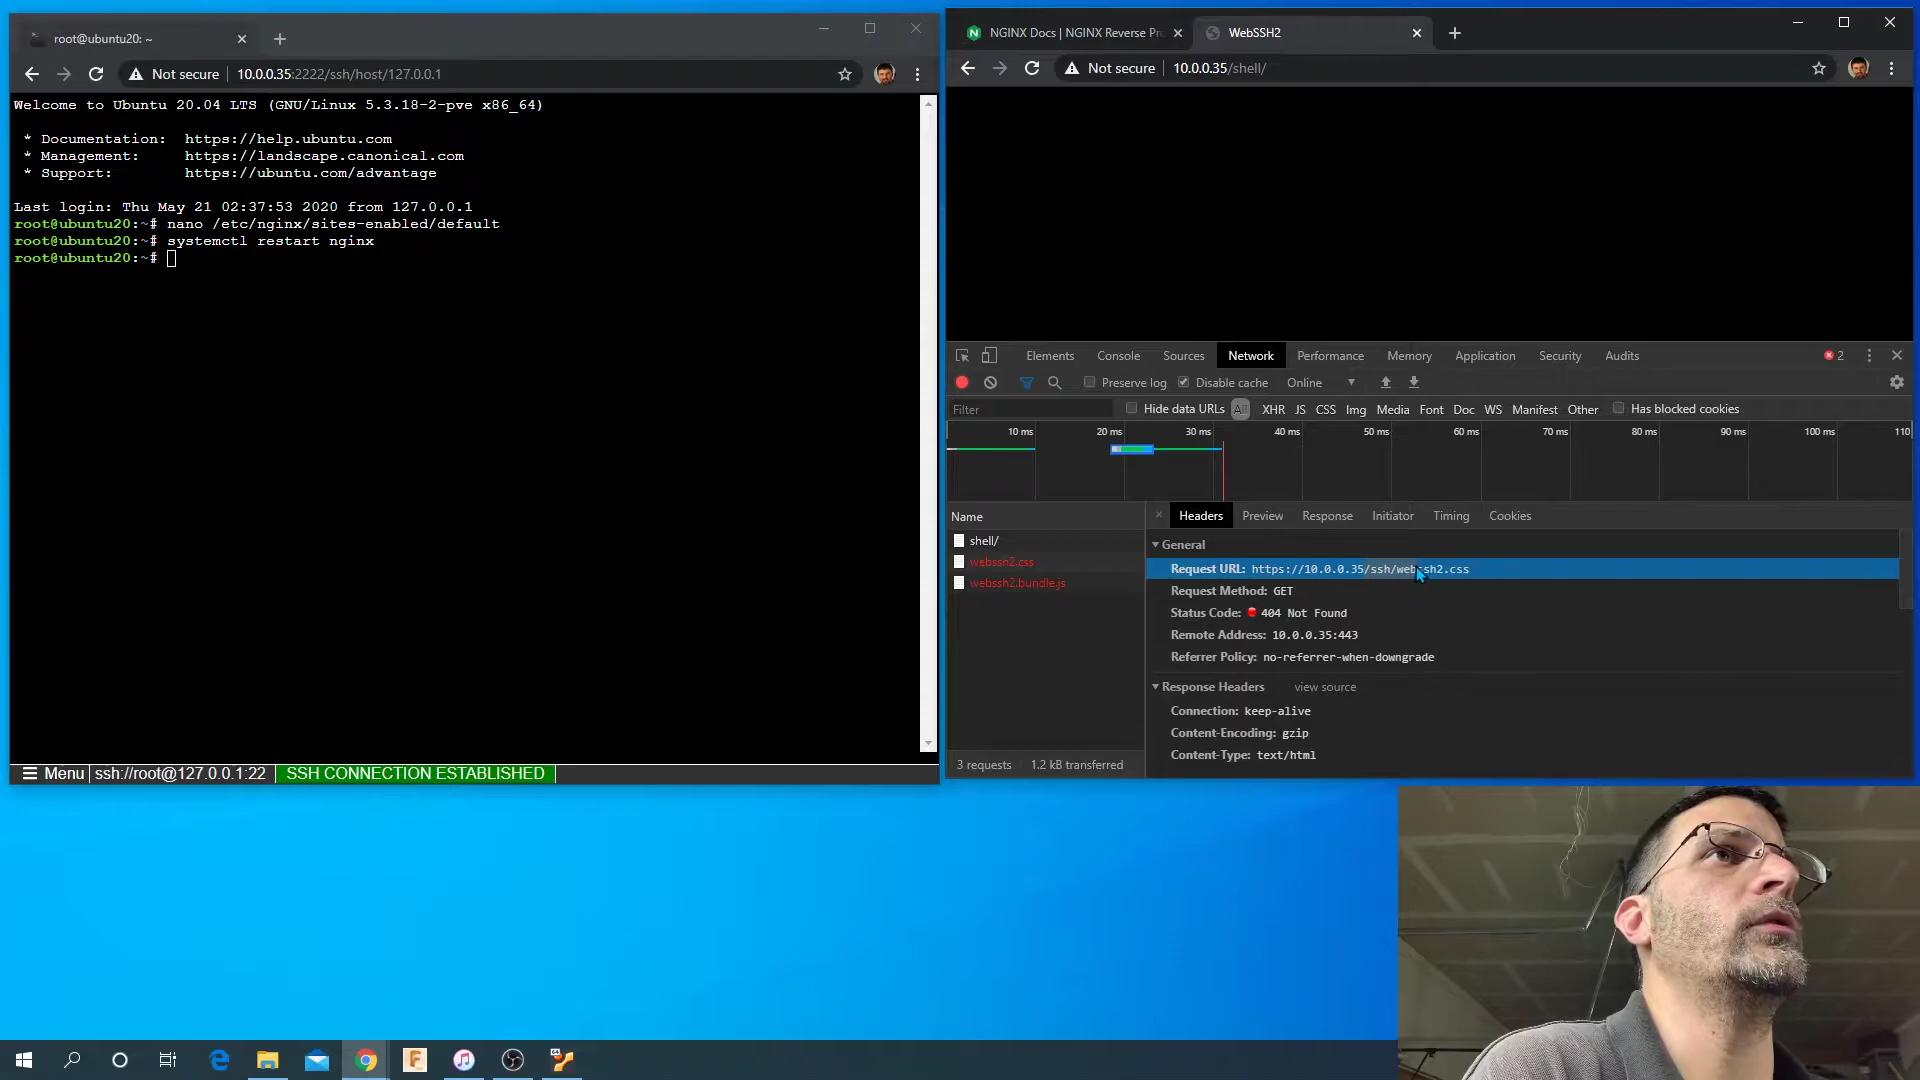 root@ubuntu20: ~
Not secure 10.0.0.35:2222/ssh/host/127.0.0.1
Welcome to Ubuntu 20.04 LTS (GNU/Linux 5.3.18-2-pve x86_64)
* Documentation: https://help.ubuntu.com
* Management: https://landscape.canonical.com
* Support: https://ubuntu.com/advantage
Last login: Thu May 21 02:37:53 2020 from 127.0.0.1
root@ubuntu20:~# nano /etc/nginx/sites-enabled/default
root@ubuntu20:~# systemctl restart nginx
root@ubuntu20:~#
Menu ssh://root@127.0.0.1:22 SSH CONNECTION ESTABLISHED
NGINX Docs | NGINX Reverse Pr WebSSH2
Not secure 10.0.0.35/shell/
Elements Console Sources Network Performance Memory Application Security Audits 2
Preserve log Disable cache Online
Filter Hide data URLs All XHR JS CSS Img Media Font Doc WS Manifest Other Has blocked cookies
10 ms 20 ms 30 ms 40 ms 50 ms 60 ms 70 ms 80 ms 90 ms 100 ms 110
Name
shell/
webssh2.css
webssh2.bundle.js
3 requests 1.2 kB transferred
Headers Preview Response Initiator Timing Cookies
General
Request URL: https://10.0.0.35/ssh/webssh2.css
Request Method: GET
Status Code: 404 Not Found
Remote Address: 10.0.0.35:443
Referrer Policy: no-referrer-when-downgrade
Response Headers view source
Connection: keep-alive
Content-Encoding: gzip
Content-Type: text/html